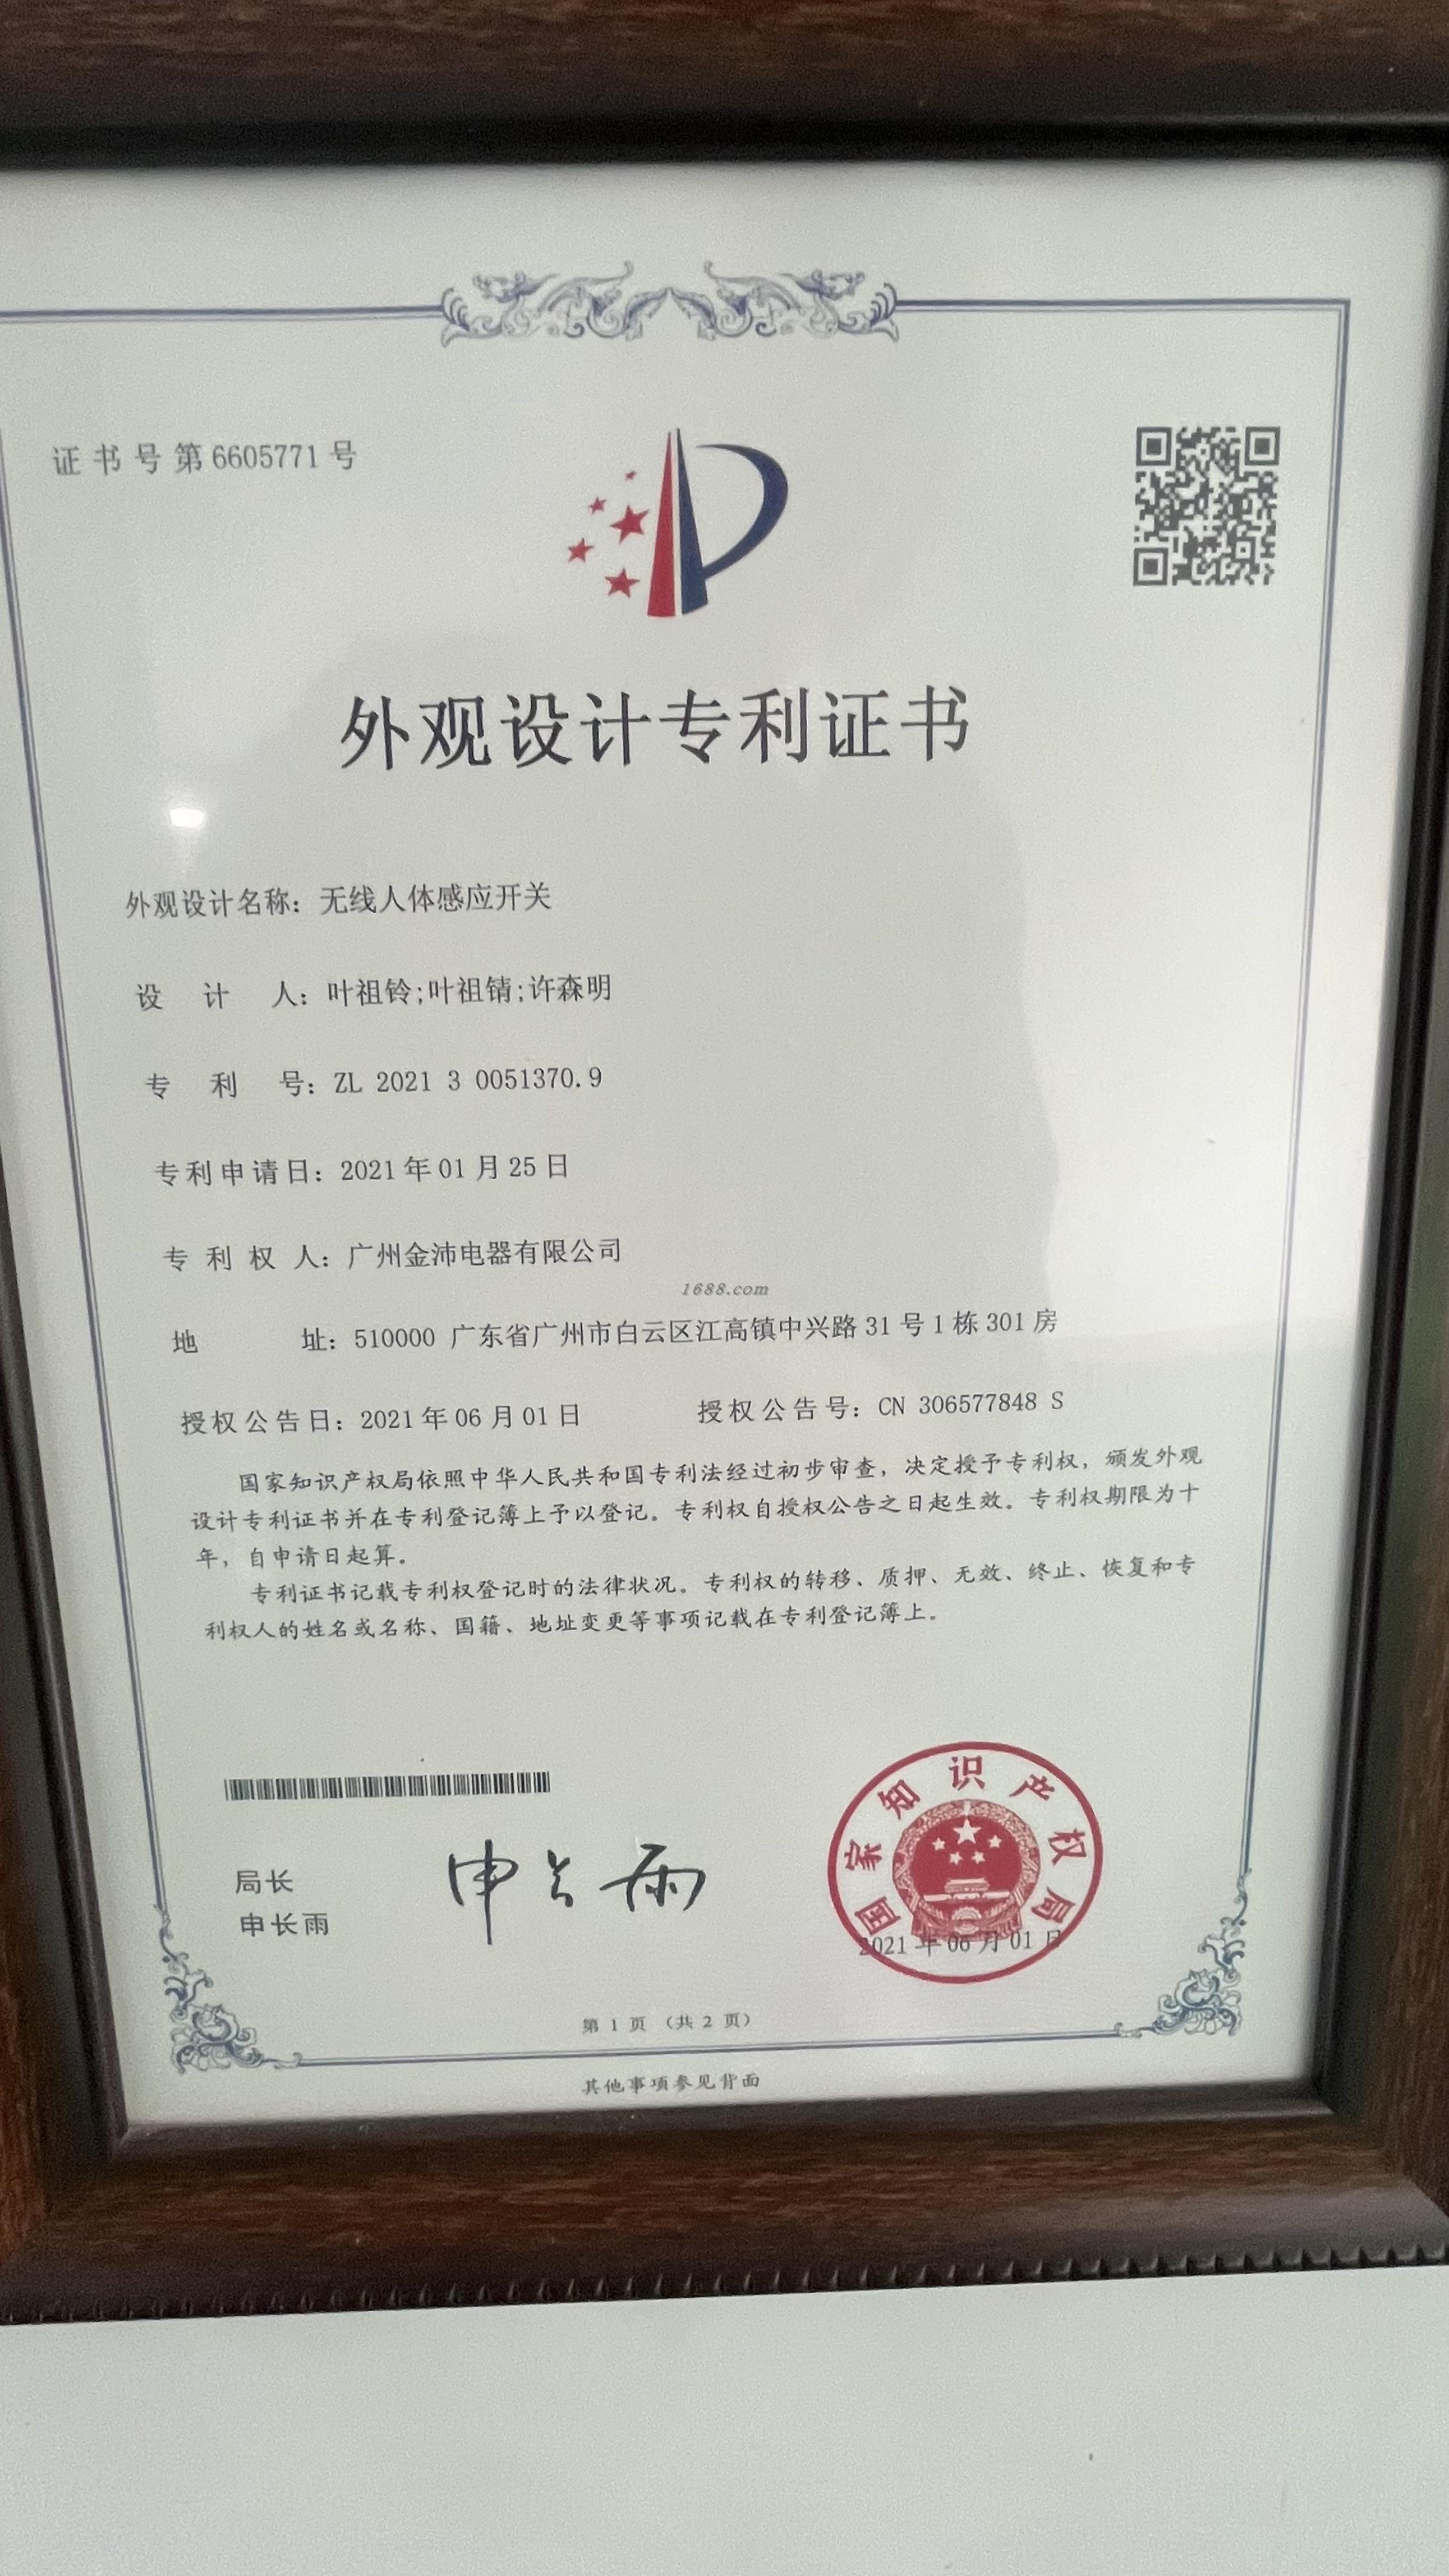 证书号第6605771号
外观设计专利证书
外观设计名称：无线人体感应开关
设计人：叶祖铃;叶祖锖;许森明
专利号：ZL 2021 3 0051370.9
专利申请日：2021年01月25日
专利权人：广州金沛电器有限公司
1688.com
地址：510000 广东省广州市白云区江高镇中兴路31号1栋301房
授权公告日：2021年06月01日 授权公告号：CN 306577848 S
国家知识产权局依照中华人民共和国专利法经过初步审查，决定授予专利权，颁发外观
设计专利证书并在专利登记簿上予以登记。专利权自授权公告之日起生效。专利权期限为十
年，自申请日起算。
专利证书记载专利权登记时的法律状况。专利权的转移、质押、无效、终止、恢复和专
利权人的姓名或名称、国籍、地址变更等事项记载在专利登记簿上。
局长
申长雨
申长雨
国家知识产权局
2021年06月01日
第 1 页 （共 2 页）
其他事项参见背面